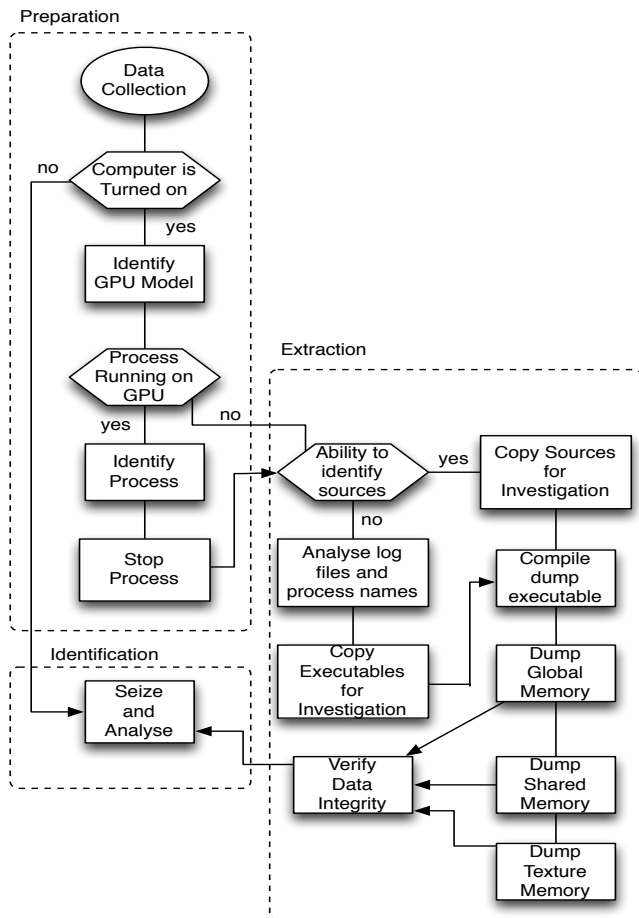 Preparation
Data
Collection
no
Computer is
Turned on
yes
Identify
GPU Model
Process
Running on
GPU
no
yes
Identify
Process
Stop
Process
Extraction
Ability to
identify
sources
yes
Copy Sources
for
Investigation
no
Analyse log
files and
process names
Compile
dump
executable
Copy
Executables
for
Investigation
Dump
Global
Memory
Identification
Seize
and
Analyse
Verify
Data
Integrity
Dump
Shared
Memory
Dump
Texture
Memory